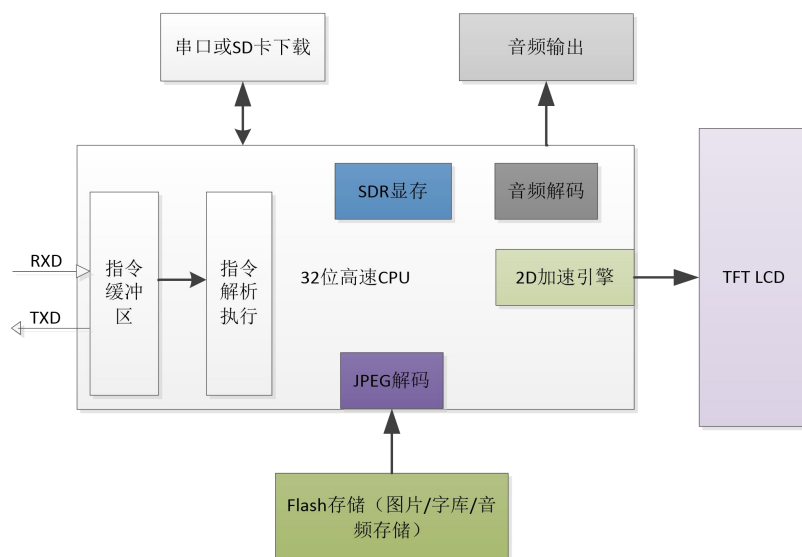 串口或SD卡下载
音频输出
SDR显存
音频解码
RXD
TXD
指令
缓冲
区
指令
解析
执行
32位高速CPU
2D加速引擎
TFT LCD
JPEG解码
Flash存储（图片/字库/音
频存储）